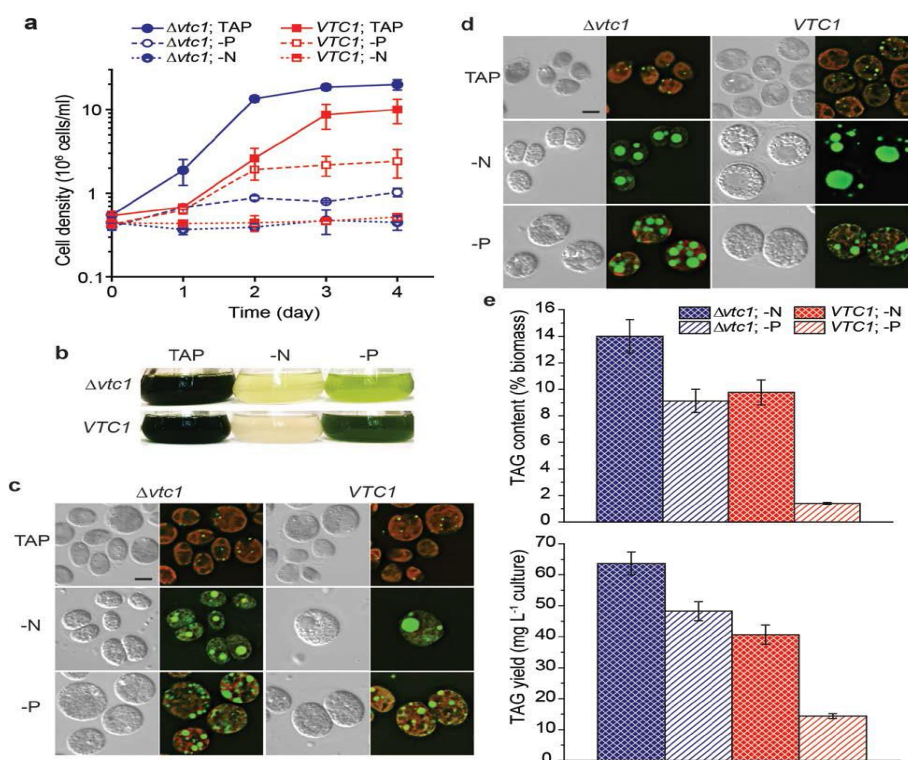 a
Δvtc1; TAP VTC1; TAP
Δvtc1; -P VTC1; -P
Δvtc1; -N VTC1; -N
Cell density (10⁶ cells/ml)
10
1
0.1
0 1 2 3 4
Time (day)
b
TAP -N -P
Δvtc1
VTC1
c
Δvtc1 VTC1
TAP
-N
-P
d
Δvtc1 VTC1
TAP
-N
-P
e
Δvtc1; -N VTC1; -N
Δvtc1; -P VTC1; -P
TAG content (% biomass)
16
14
12
10
8
6
4
2
0
TAG yield (mg L⁻¹ culture)
70
60
50
40
30
20
10
0